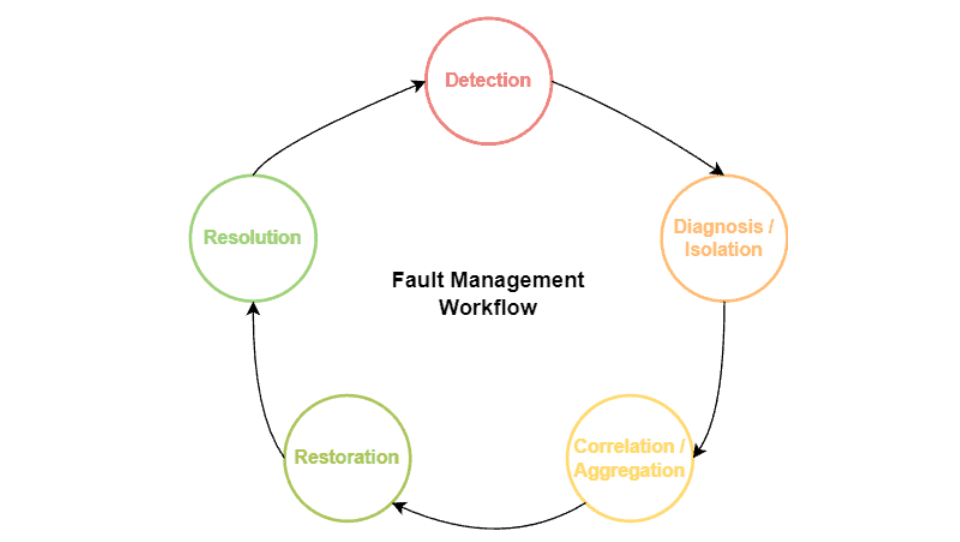 Detection
Diagnosis /
Isolation
Resolution
Fault Management
Workflow
Correlation /
Aggregation
Restoration